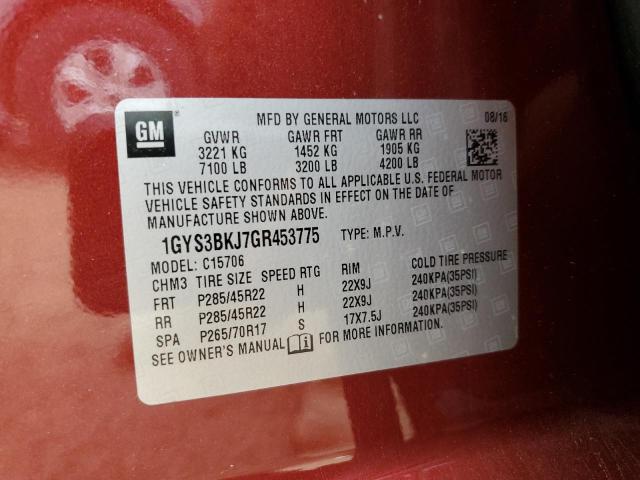 GM
MFD BY GENERAL MOTORS LLC 08/16
GVWR GAWR FRT GAWR RR
3221 KG 1452 KG 1905 KG
7100 LB 3200 LB 4200 LB
THIS VEHICLE CONFORMS TO ALL APPLICABLE U.S. FEDERAL MOTOR
VEHICLE SAFETY STANDARDS IN EFFECT ON THE DATE OF
MANUFACTURE SHOWN ABOVE.
1GYS3BKJ7GR453775 TYPE: M.P.V.
MODEL: C15706
CHM3 TIRE SIZE SPEED RTG RIM COLD TIRE PRESSURE
FRT P285/45R22 H 22X9J 240KPA(35PSI)
RR P285/45R22 H 22X9J 240KPA(35PSI)
SPA P265/70R17 S 17X7.5J 240KPA(35PSI)
SEE OWNER'S MANUAL FOR MORE INFORMATION.